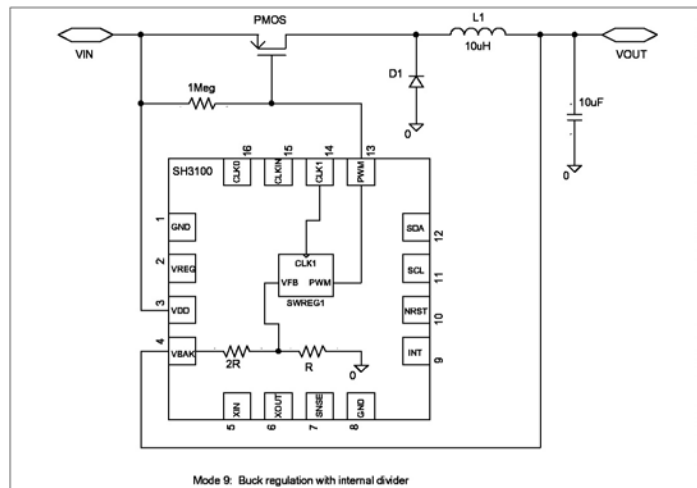 PMOS
L1
VIN
10uH
VOUT
D1
1Meg
10uF
0
0
SH3100
16
15
14
13
CLK0
CLKIN
CLK1
PWM
1
GND
SDA
12
2
VREG
CLK1
SCL
11
VFB
PWM
SWREG1
3
VDD
NRST
10
4
VBAK
2R
R
0
INT
9
XIN
XOUT
SNSE
GND
5
6
7
8
Mode 9: Buck regulation with internal divider